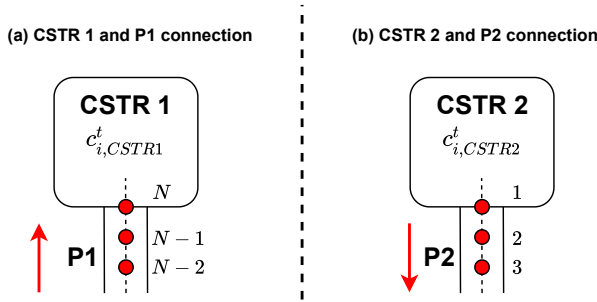 (a) CSTR 1 and P1 connection
CSTR 1
c^t_{i,CSTR1}
N
N − 1
P1
N − 2
(b) CSTR 2 and P2 connection
CSTR 2
c^t_{i,CSTR2}
1
2
P2
3